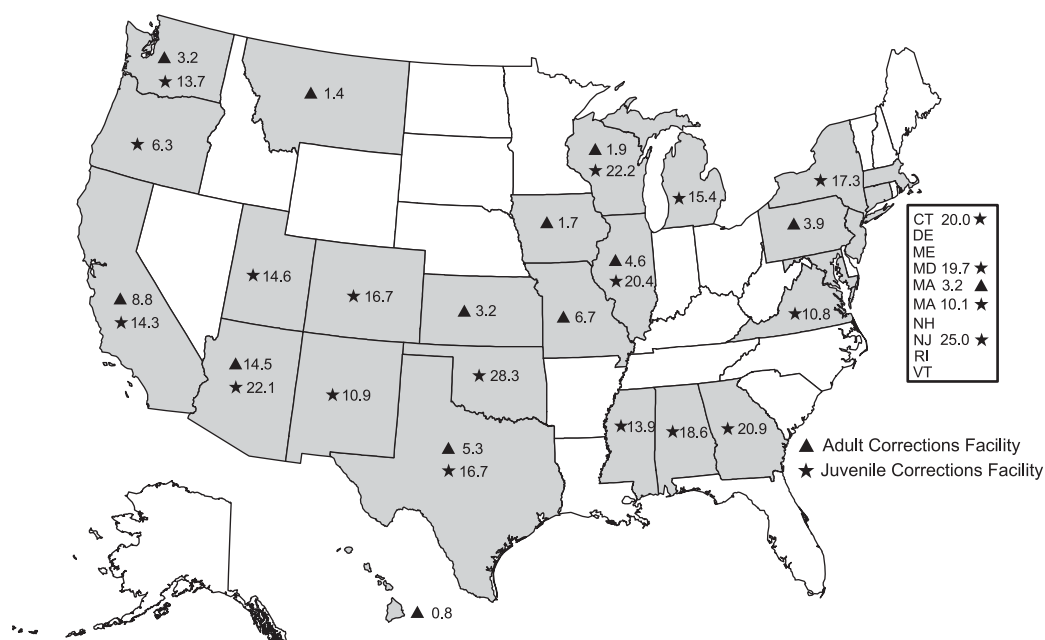 ▲ 3.2
★ 13.7
▲ 1.4
★ 6.3
▲ 1.9
★ 22.2
★ 15.4
★ 17.3
▲ 1.7
▲ 3.9
CT 20.0 ★
DE
ME
MD 19.7 ★
MA 3.2 ▲
MA 10.1 ★
NH
NJ 25.0 ★
RI
VT
▲ 4.6
★ 20.4
★ 14.6
★ 16.7
▲ 8.8
★ 14.3
▲ 3.2
▲ 6.7
★ 10.8
▲ 14.5
★ 22.1
★ 10.9
★ 28.3
★ 13.9
★ 18.6
★ 20.9
▲ 5.3
★ 16.7
▲ Adult Corrections Facility
★ Juvenile Corrections Facility
▲ 0.8